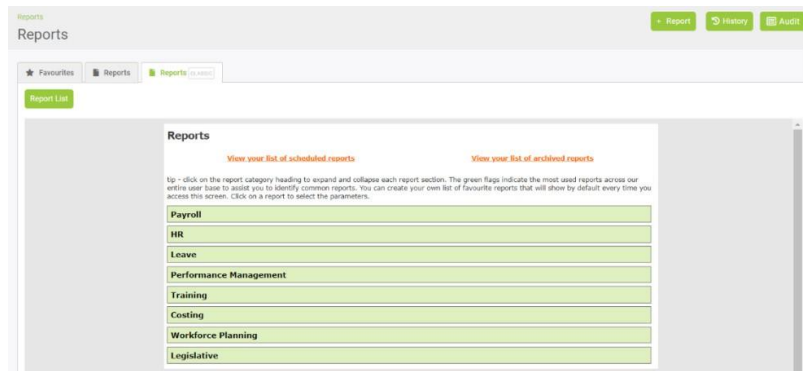 Reports
Reports
+ Report
History
Audit
Favourites
Reports
Reports
Report List
Reports
View your list of scheduled reports
View your list of archived reports
tip - click on the report category heading to expand and collapse each report section. The green flags indicate the most used reports across our
entire user base to assist you to identify common reports. You can create your own list of favourite reports that will show by default every time you
access this screen. Click on a report to select the parameters.
Payroll
HR
Leave
Performance Management
Training
Costing
Workforce Planning
Legislative